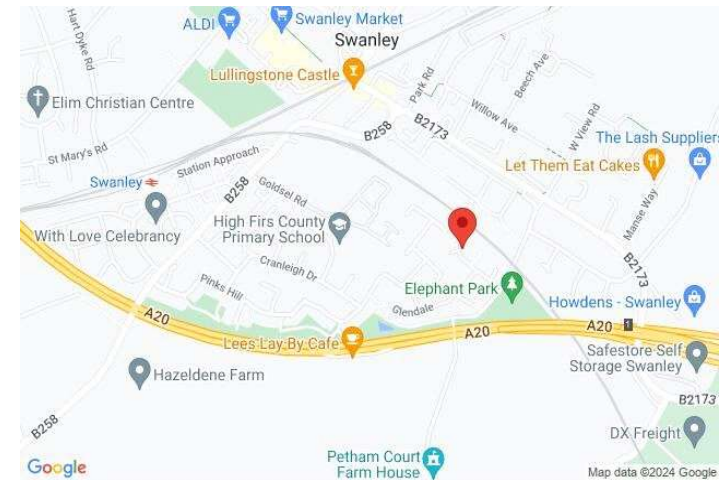 Hart Dyke Rd
ALDI
Swanley Market
Swanley
Lullingstone Castle
Elim Christian Centre
Park Rd
Beech Ave
Willow Ave
B2173
B258
W View Rd
The Lash Suppliers
St Mary's Rd
Station Approach
Let Them Eat Cakes
Swanley
B258
Goldsel Rd
Manse Way
With Love Celebrancy
High Firs County
Primary School
B2173
Cranleigh Dr
Pinks Hill
Elephant Park
Glendale
Howdens - Swanley
A20
A20
A20
1
Lees Lay By Cafe
Safestore Self
Storage Swanley
Hazeldene Farm
B2173
B258
DX Freight
Petham Court
Farm House
Google
Map data ©2024 Google